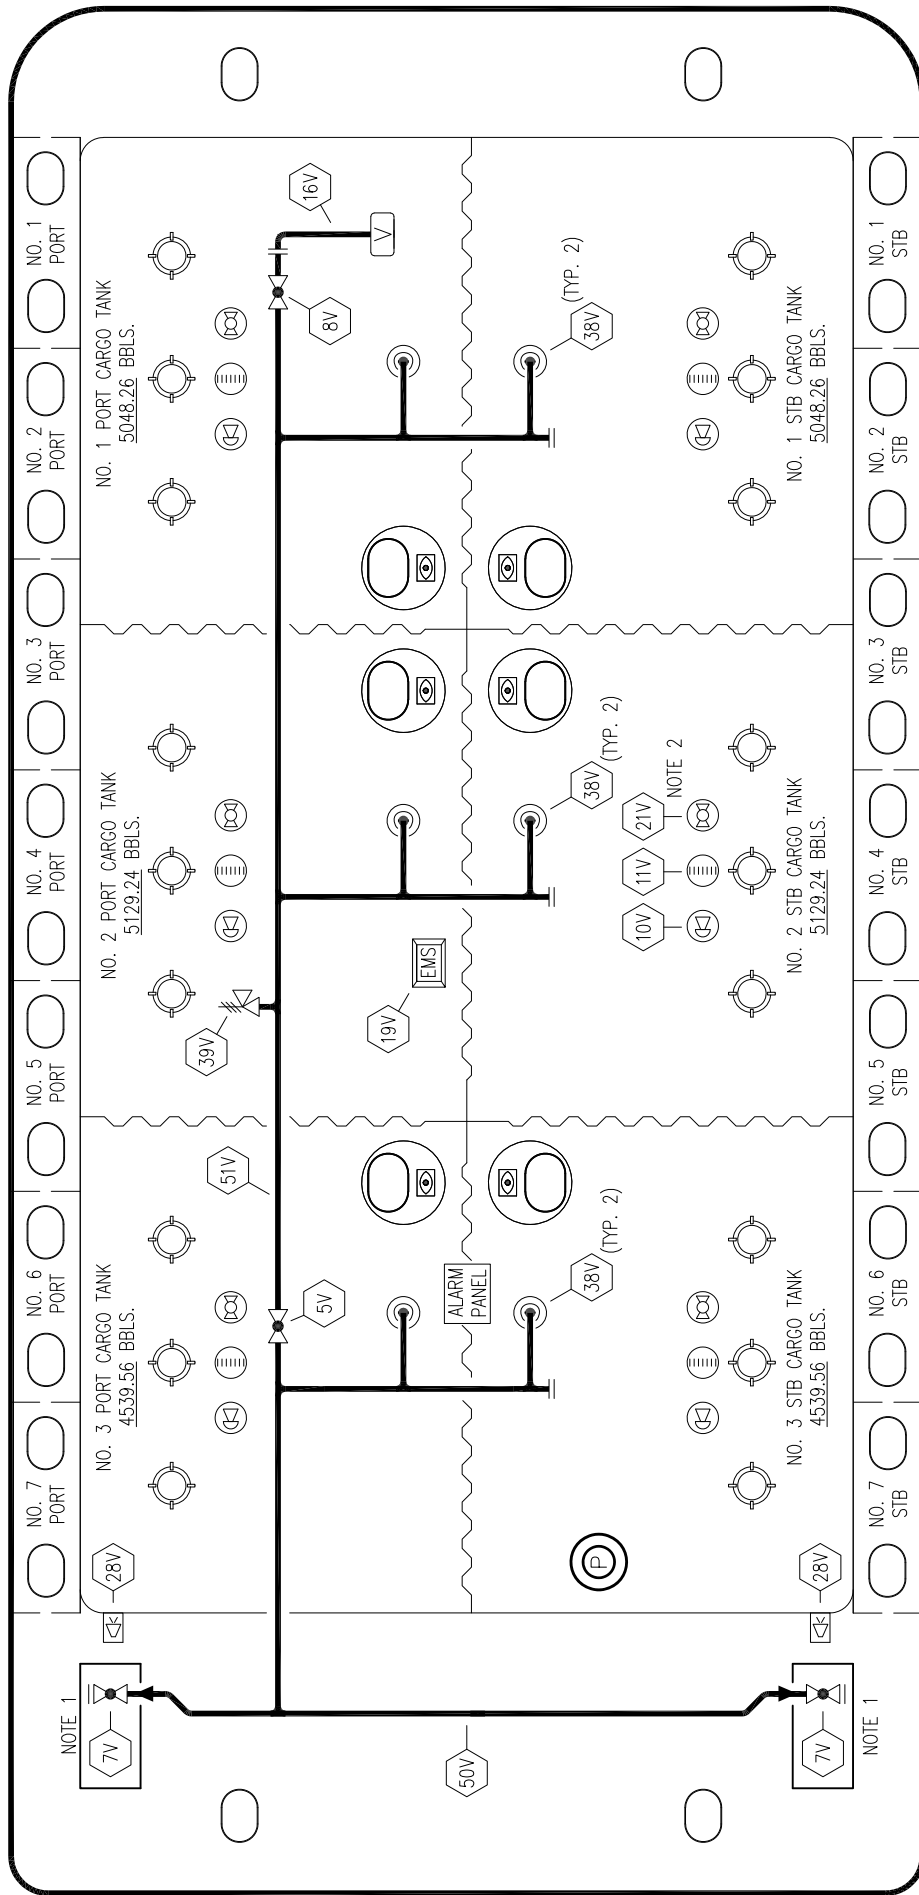 NO. 7
PORT
NO. 6
PORT
NO. 5
PORT
NO. 4
PORT
NO. 3
PORT
NO. 2
PORT
NO. 1
PORT
NO. 3 PORT CARGO TANK
4539.56 BBLS.
NO. 2 PORT CARGO TANK
5129.24 BBLS.
NO. 1 PORT CARGO TANK
5048.26 BBLS.
NOTE 1
7V
28V
39V
51V
5V
8V
16V
V
19V
EMS
ALARM
PANEL
50V
38V
(TYP. 2)
38V
(TYP. 2)
38V
(TYP. 2)
10V
11V
21V
NOTE 2
P
7V
NOTE 1
28V
NO. 3 STB CARGO TANK
4539.56 BBLS.
NO. 2 STB CARGO TANK
5129.24 BBLS.
NO. 1 STB CARGO TANK
5048.26 BBLS.
NO. 7
STB
NO. 6
STB
NO. 5
STB
NO. 4
STB
NO. 3
STB
NO. 2
STB
NO. 1
STB